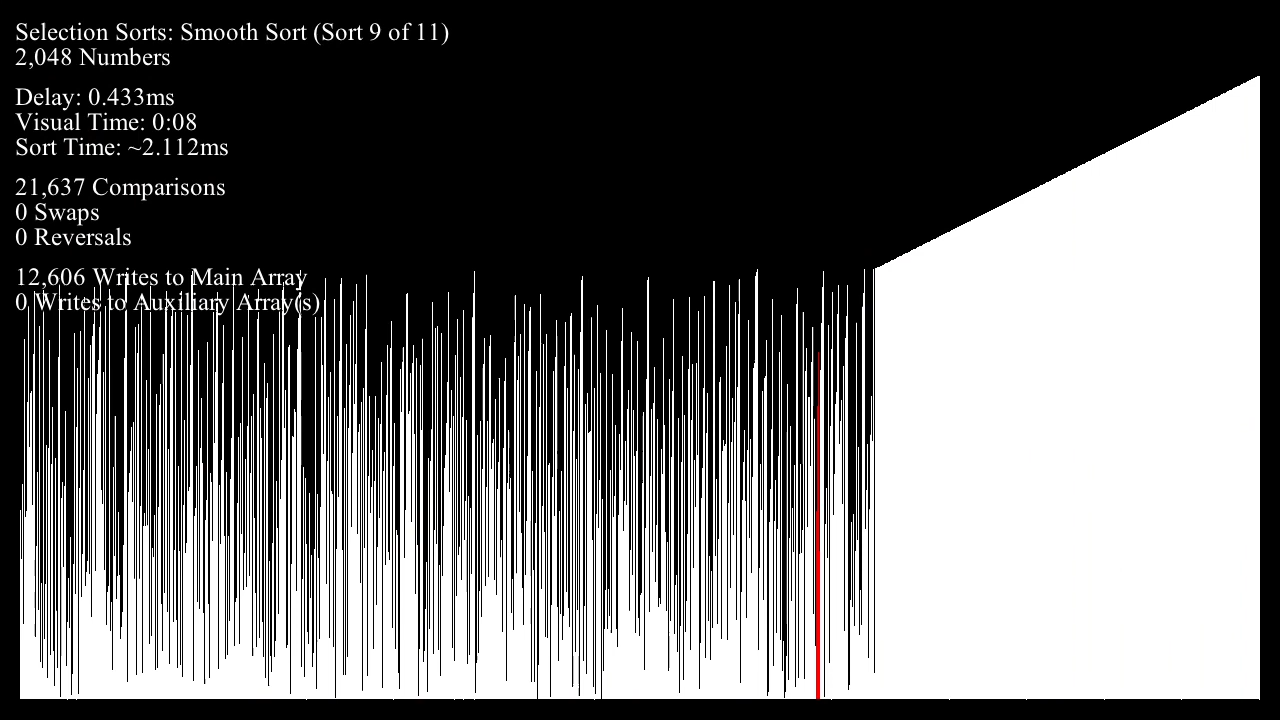 Selection Sorts: Smooth Sort (Sort 9 of 11)
2,048 Numbers
Delay: 0.433ms
Visual Time: 0:08
Sort Time: ~2.112ms
21,637 Comparisons
0 Swaps
0 Reversals
12,606 Writes to Main Array
0 Writes to Auxiliary Array(s)